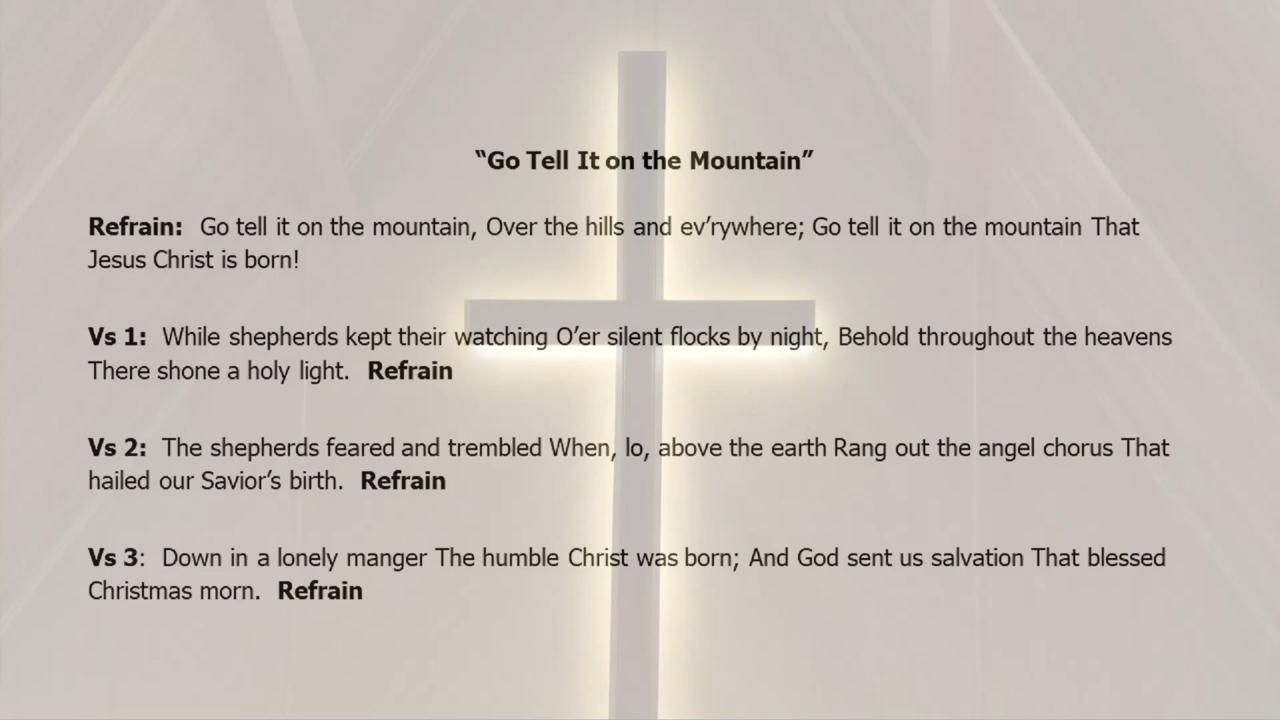 “Go Tell It on the Mountain”
Refrain: Go tell it on the mountain, Over the hills and ev’rywhere; Go tell it on the mountain That
Jesus Christ is born!
Vs 1: While shepherds kept their watching O’er silent flocks by night, Behold throughout the heavens
There shone a holy light. Refrain
Vs 2: The shepherds feared and trembled When, lo, above the earth Rang out the angel chorus That
hailed our Savior’s birth. Refrain
Vs 3: Down in a lonely manger The humble Christ was born; And God sent us salvation That blessed
Christmas morn. Refrain